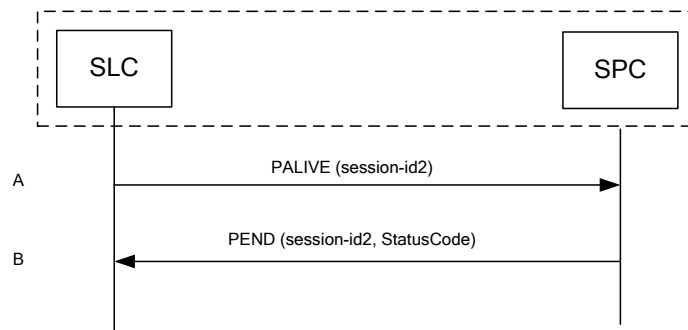 SLC
SPC
A
PALIVE (session-id2)
B
PEND (session-id2, StatusCode)